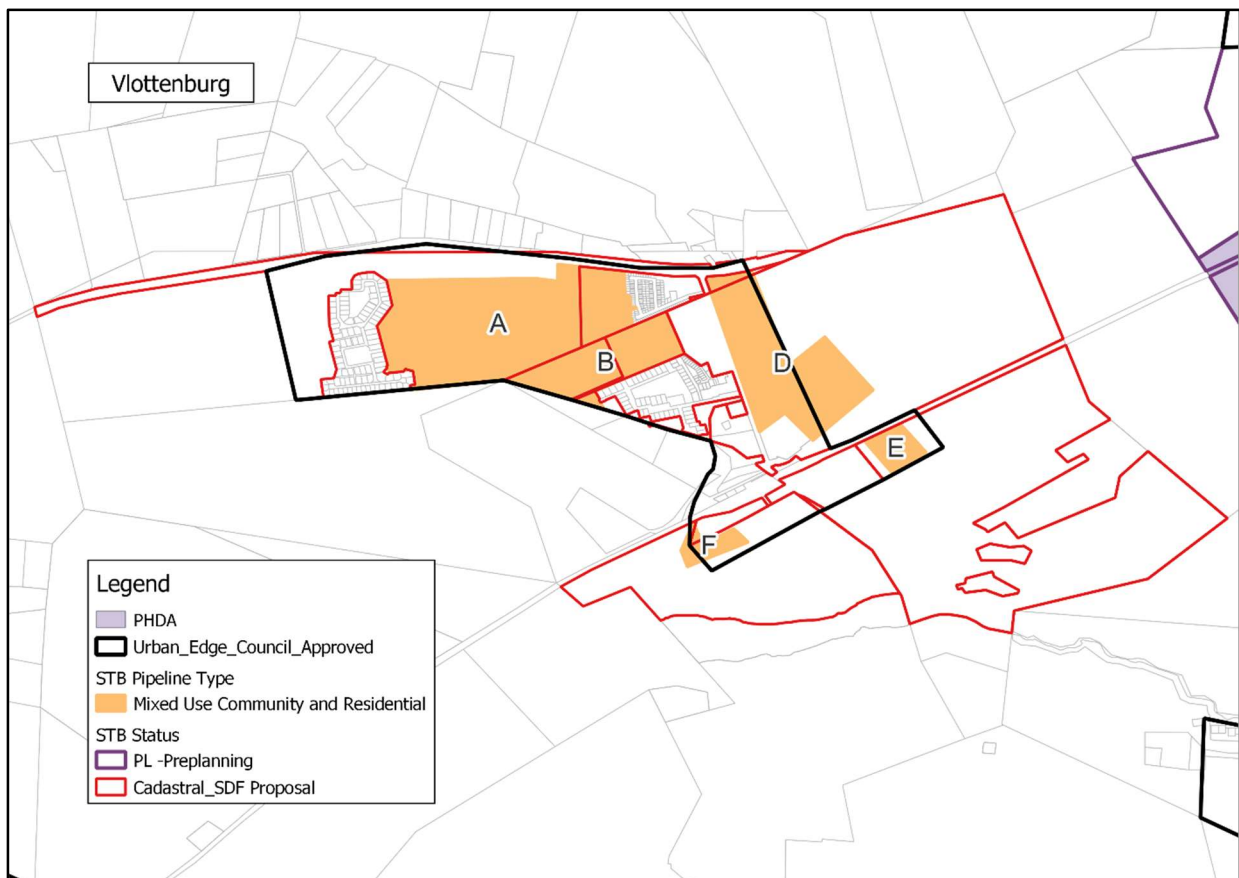 Vlottenburg
A
B
D
E
F
Legend
PHDA
Urban_Edge_Council_Approved
STB Pipeline Type
Mixed Use Community and Residential
STB Status
PL -Preplanning
Cadastral_SDF Proposal